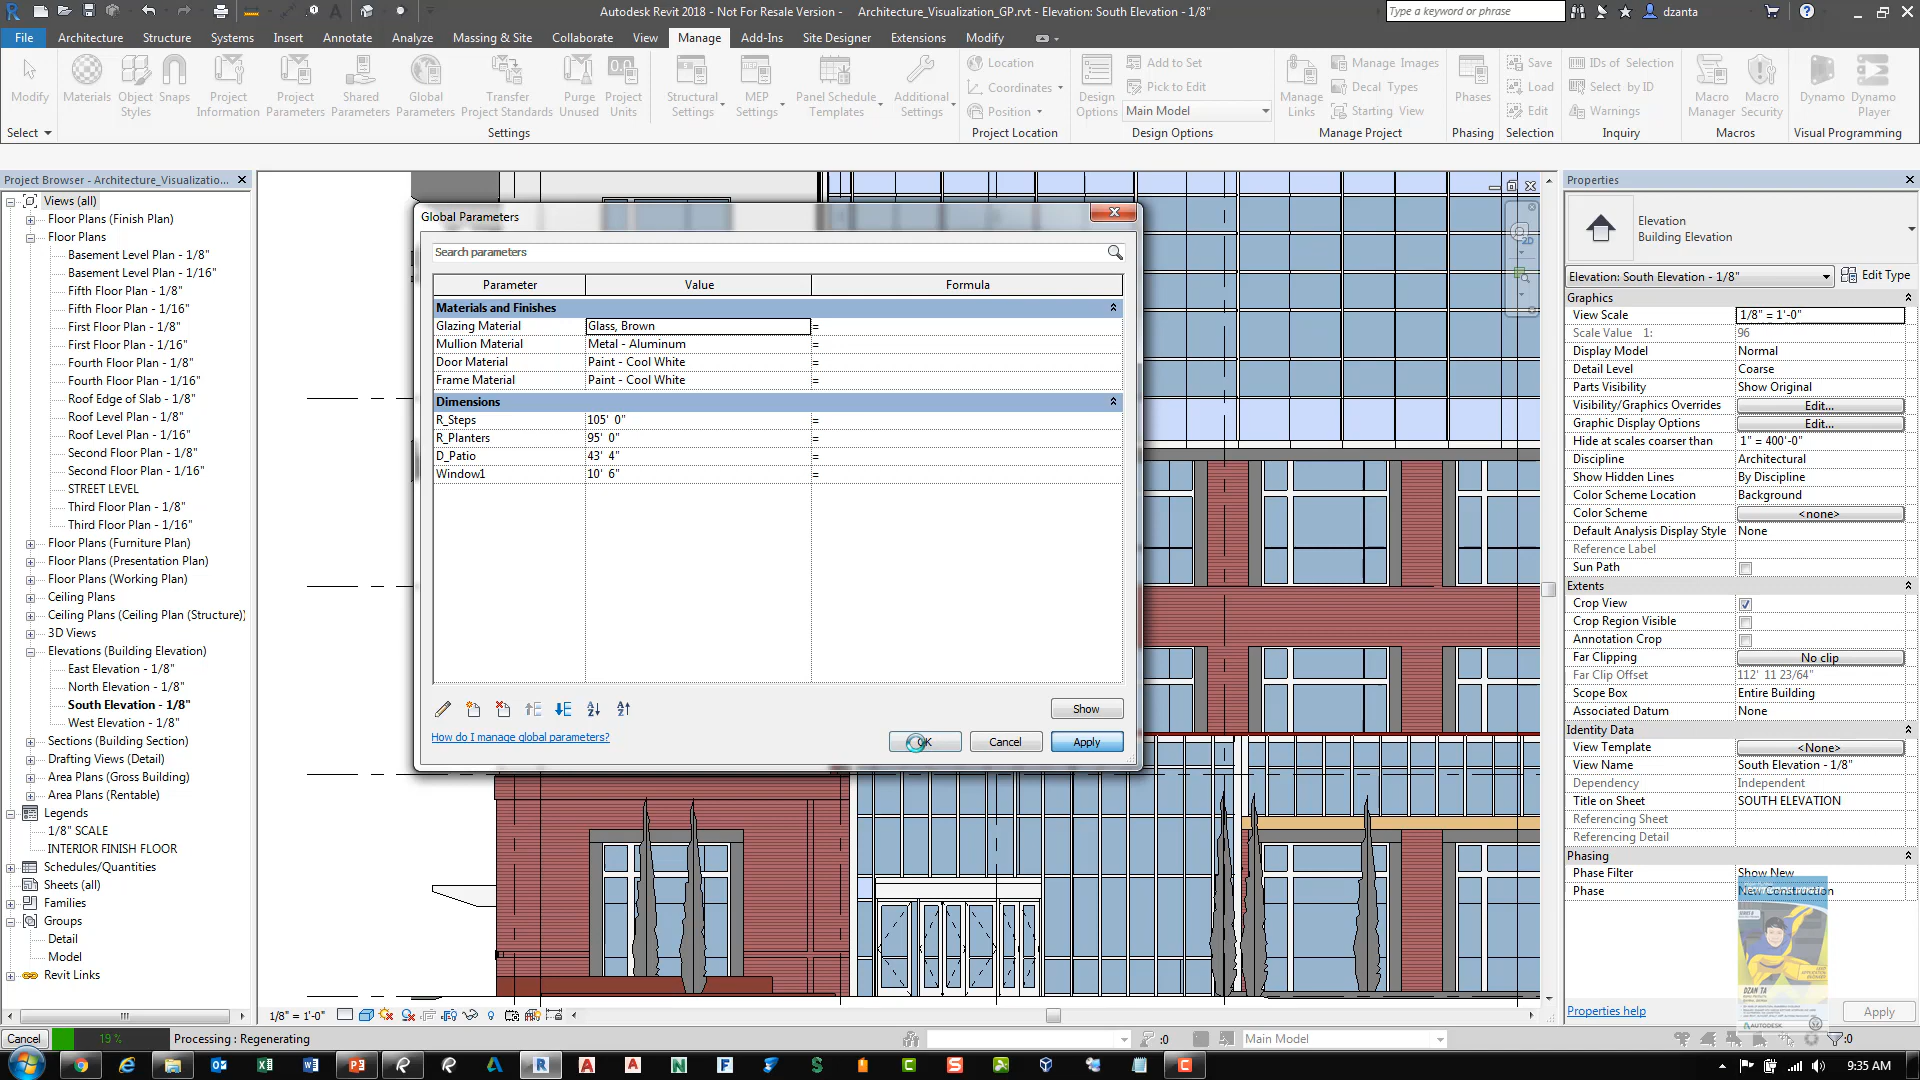 Autodesk Revit 2018 - Not For Resale Version - Architecture_Visualization_GP.rvt - Elevation: South Elevation - 1/8"
Type a keyword or phrase
dzanta
File Architecture Structure Systems Insert Annotate Analyze Massing & Site Collaborate View Manage Add-Ins Site Designer Extensions Modify
Modify
Materials
Object Styles
Snaps
Project Information
Project Parameters
Shared Parameters
Global Parameters
Transfer Project Standards
Purge Unused
Project Units
Structural Settings
MEP Settings
Panel Schedule Templates
Additional Settings
Location
Coordinates
Position
Design Options
Add to Set
Pick to Edit
Main Model
Manage Links
Manage Images
Decal Types
Starting View
Phases
Save
Load
Edit
IDs of Selection
Select by ID
Warnings
Macro Manager
Macro Security
Dynamo
Dynamo Player
Select
Settings
Project Location
Design Options
Manage Project
Phasing
Selection
Inquiry
Macros
Visual Programming
Project Browser - Architecture_Visualizatio...
Views (all)
Floor Plans (Finish Plan)
Floor Plans
Basement Level Plan - 1/8"
Basement Level Plan - 1/16"
Fifth Floor Plan - 1/8"
Fifth Floor Plan - 1/16"
First Floor Plan - 1/8"
First Floor Plan - 1/16"
Fourth Floor Plan - 1/8"
Fourth Floor Plan - 1/16"
Roof Edge of Slab - 1/8"
Roof Level Plan - 1/8"
Roof Level Plan - 1/16"
Second Floor Plan - 1/8"
Second Floor Plan - 1/16"
STREET LEVEL
Third Floor Plan - 1/8"
Third Floor Plan - 1/16"
Floor Plans (Furniture Plan)
Floor Plans (Presentation Plan)
Floor Plans (Working Plan)
Ceiling Plans
Ceiling Plans (Ceiling Plan (Structure))
3D Views
Elevations (Building Elevation)
East Elevation - 1/8"
North Elevation - 1/8"
South Elevation - 1/8"
West Elevation - 1/8"
Sections (Building Section)
Drafting Views (Detail)
Area Plans (Gross Building)
Area Plans (Rentable)
Legends
1/8" SCALE
INTERIOR FINISH FLOOR
Schedules/Quantities
Sheets (all)
Families
Groups
Detail
Model
Revit Links
Global Parameters
Search parameters
Parameter Value Formula
Materials and Finishes
Glazing Material Glass, Brown =
Mullion Material Metal - Aluminum =
Door Material Paint - Cool White =
Frame Material Paint - Cool White =
Dimensions
R_Steps 105' 0" =
R_Planters 95' 0" =
D_Patio 43' 4" =
Window1 10' 6" =
Show
How do I manage global parameters?
OK Cancel Apply
2D
Properties
Elevation
Building Elevation
Elevation: South Elevation - 1/8" Edit Type
Graphics
View Scale 1/8" = 1'-0"
Scale Value 1: 96
Display Model Normal
Detail Level Coarse
Parts Visibility Show Original
Visibility/Graphics Overrides Edit...
Graphic Display Options Edit...
Hide at scales coarser than 1" = 400'-0"
Discipline Architectural
Show Hidden Lines By Discipline
Color Scheme Location Background
Color Scheme <none>
Default Analysis Display Style None
Reference Label
Sun Path
Extents
Crop View
Crop Region Visible
Annotation Crop
Far Clipping No clip
Far Clip Offset 112' 11 23/64"
Scope Box Entire Building
Associated Datum None
Identity Data
View Template <None>
View Name South Elevation - 1/8"
Dependency Independent
Title on Sheet SOUTH ELEVATION
Referencing Sheet
Referencing Detail
Phasing
Phase Filter Show New
Phase New Construction
DZAN TA
AUTODESK
Properties help Apply
1/8" = 1'-0"
Cancel 19 % Processing : Regenerating
:0 Main Model :0
9:35 AM